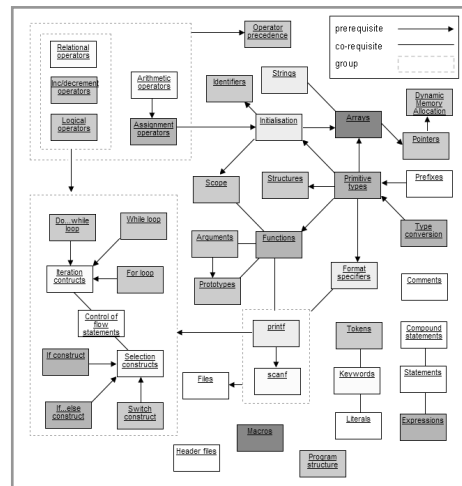 prerequisite
co-requisite
group
Relational
operators
Inc/decrement
operators
Logical
operators
Arithmetic
operators
Assignment
operators
Operator
precedence
Identifiers
Strings
Initialisation
Arrays
Dynamic
Memory
Allocation
Pointers
Scope
Structures
Primitive
types
Prefixes
Type
conversion
Arguments
Functions
Prototypes
Format
specifiers
Comments
Do...while
loop
While loop
Iteration
contructs
For loop
Control of
flow
statements
If construct
Selection
constructs
If...else
construct
Switch
construct
printf
scanf
Files
Tokens
Keywords
Literals
Compound
statements
Statements
Expressions
Macros
Header files
Program
structure